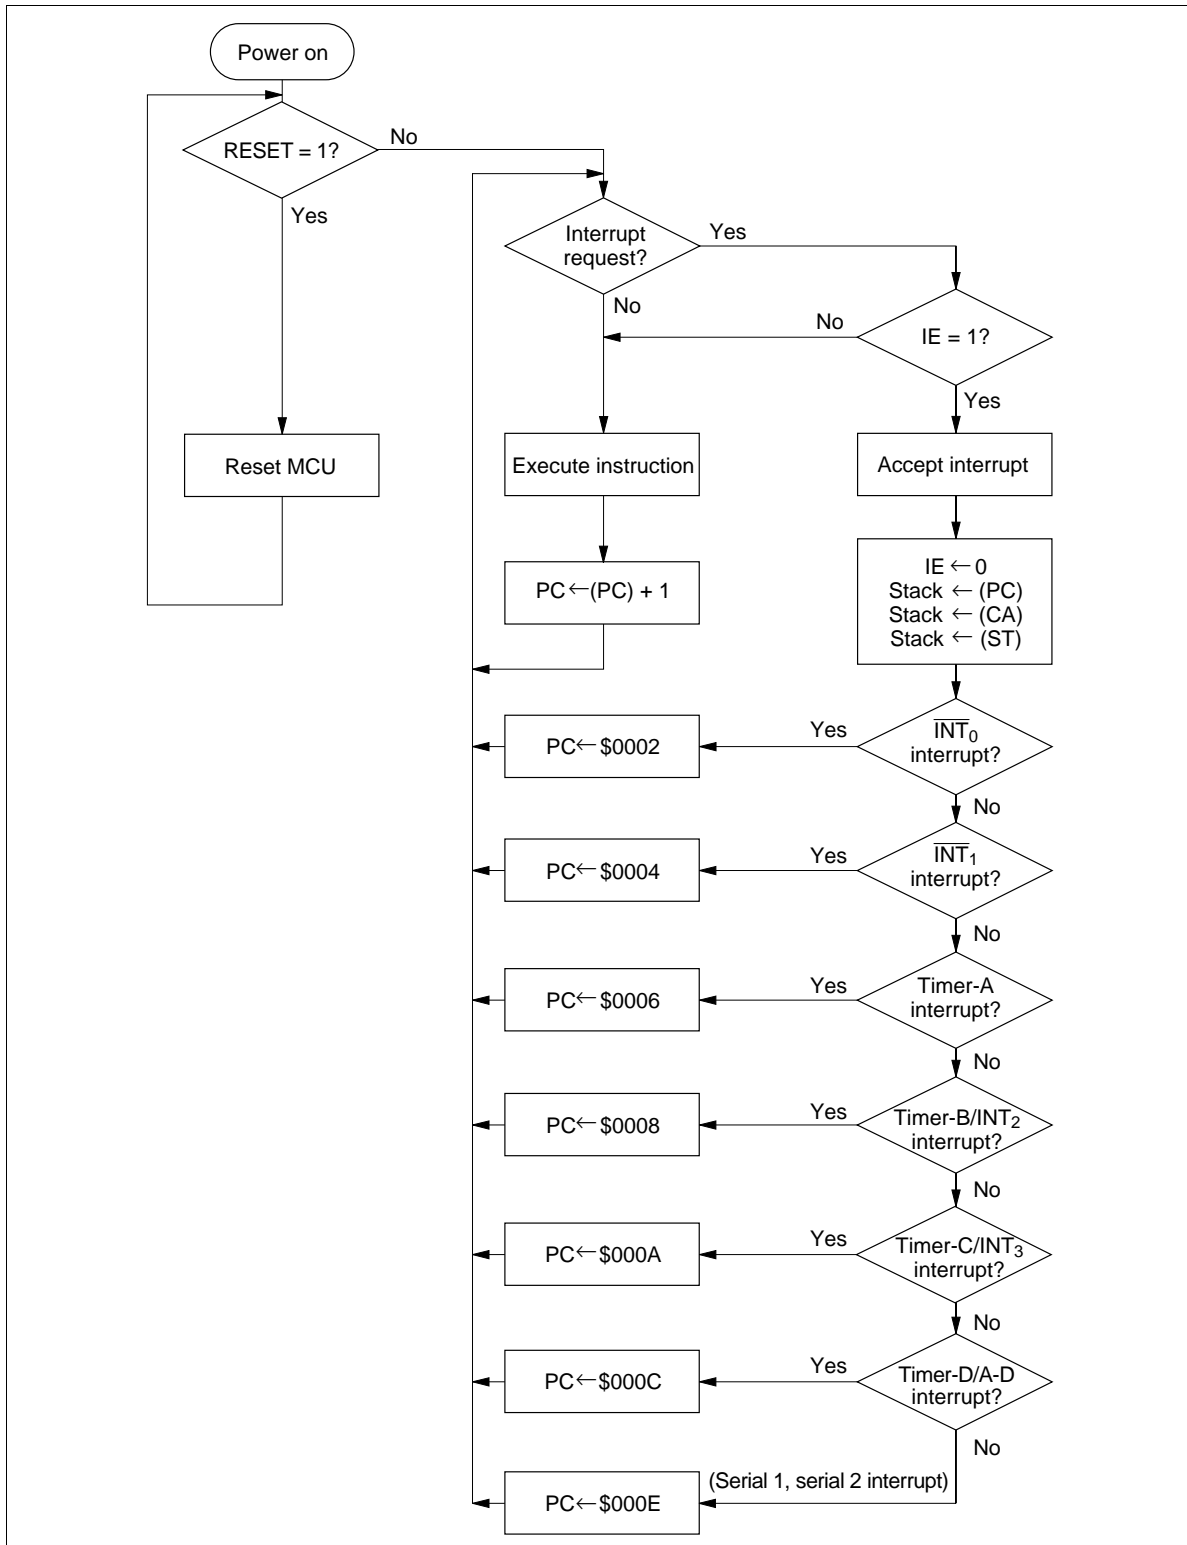 Power on
RESET = 1?
No
Yes
Interrupt
request?
Yes
No
No
IE = 1?
Yes
Reset MCU
Execute instruction
Accept interrupt
PC←(PC) + 1
IE ← 0
Stack ← (PC)
Stack ← (CA)
Stack ← (ST)
PC← $0002
Yes
I̅N̅T̅₀
interrupt?
No
PC← $0004
Yes
I̅N̅T̅₁
interrupt?
No
PC← $0006
Yes
Timer-A
interrupt?
No
PC← $0008
Yes
Timer-B/INT₂
interrupt?
No
PC← $000A
Yes
Timer-C/INT₃
interrupt?
No
PC← $000C
Yes
Timer-D/A-D
interrupt?
No
PC← $000E
(Serial 1, serial 2 interrupt)